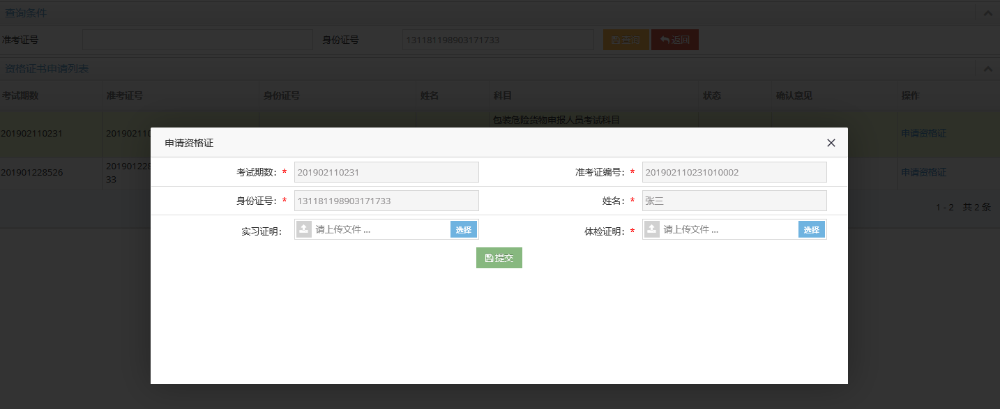 查询条件
准考证号
身份证号 131181198903171733 查询 返回
资格证书申请列表
考试期数 准考证号 身份证号 姓名 科目 状态 确认意见 操作
包装危险货物申报人员考试科目
201902110231 201902110 申请资格证
201901228526 201901228 申请资格证
33
1 - 2 共 2 条
申请资格证
考试期数: * 201902110231 准考证编号: * 201902110231010002
身份证号: * 131181198903171733 姓名: * 张三
实习证明: 请上传文件 ... 选择 体检证明: * 请上传文件 ... 选择
提交